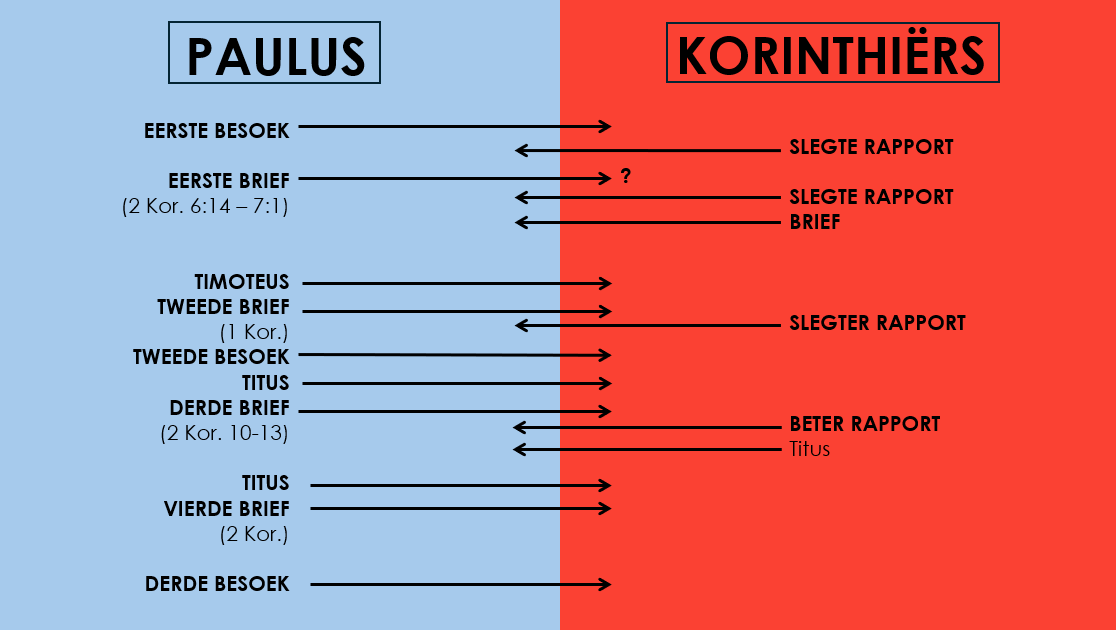 PAULUS
KORINTHIËRS
EERSTE BESOEK
SLEGTE RAPPORT
EERSTE BRIEF
?
(2 Kor. 6:14 – 7:1)
SLEGTE RAPPORT
BRIEF
TIMOTEUS
TWEEDE BRIEF
(1 Kor.)
SLEGTER RAPPORT
TWEEDE BESOEK
TITUS
DERDE BRIEF
(2 Kor. 10-13)
BETER RAPPORT
Titus
TITUS
VIERDE BRIEF
(2 Kor.)
DERDE BESOEK